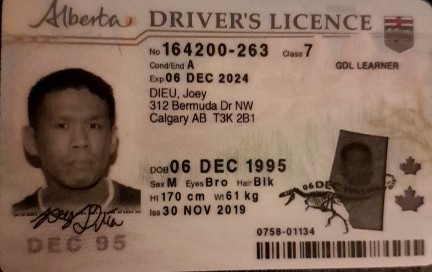 Alberta DRIVER'S LICENCE
No 164200-263 Class 7
Cond/End A GDL LEARNER
Exp 06 DEC 2024
DIEU, Joey
312 Bermuda Dr NW
Calgary AB T3K 2B1
DOB 06 DEC 1995
Sex M Eyes Bro Hair Blk
Ht 170 cm Wt 61 kg
Iss 30 NOV 2019
06 DEC
DEC 95
0758-01134